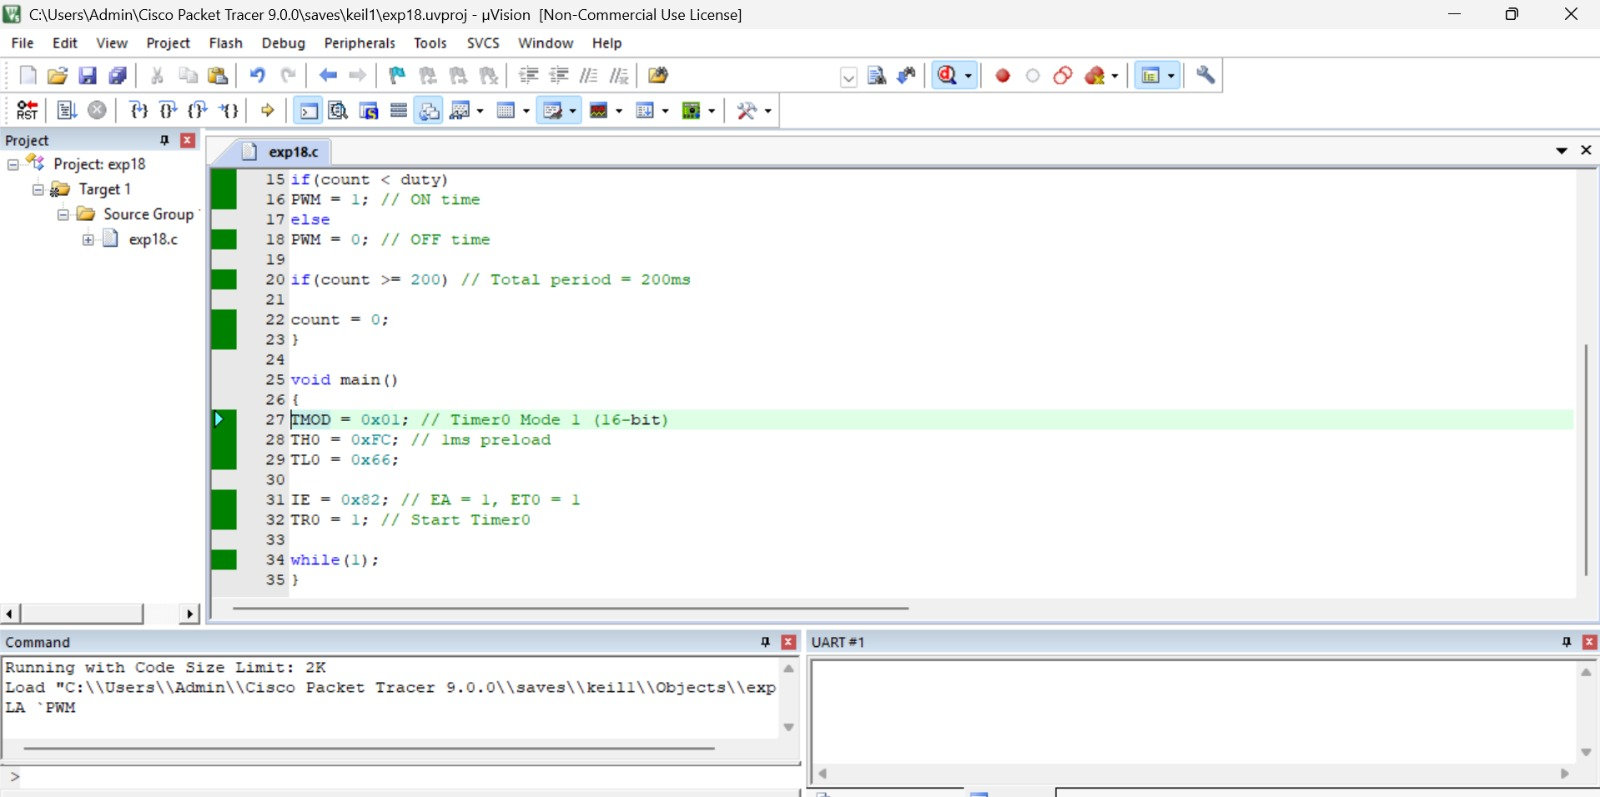 C:\Users\Admin\Cisco Packet Tracer 9.0.0\saves\keil1\exp18.uvproj - µVision [Non-Commercial Use License]
File Edit View Project Flash Debug Peripherals Tools SVCS Window Help
RST
Project
Project: exp18
Target 1
Source Group
exp18.c
exp18.c
15 if(count < duty)
16 PWM = 1; // ON time
17 else
18 PWM = 0; // OFF time
19
20 if(count >= 200) // Total period = 200ms
21
22 count = 0;
23 }
24
25 void main()
26 {
27 TMOD = 0x01; // Timer0 Mode 1 (16-bit)
28 TH0 = 0xFC; // 1ms preload
29 TL0 = 0x66;
30
31 IE = 0x82; // EA = 1, ET0 = 1
32 TR0 = 1; // Start Timer0
33
34 while(1);
35 }
Command
Running with Code Size Limit: 2K
Load "C:\\Users\\Admin\\Cisco Packet Tracer 9.0.0\\saves\\keil1\\Objects\\exp
LA `PWM
>
UART #1